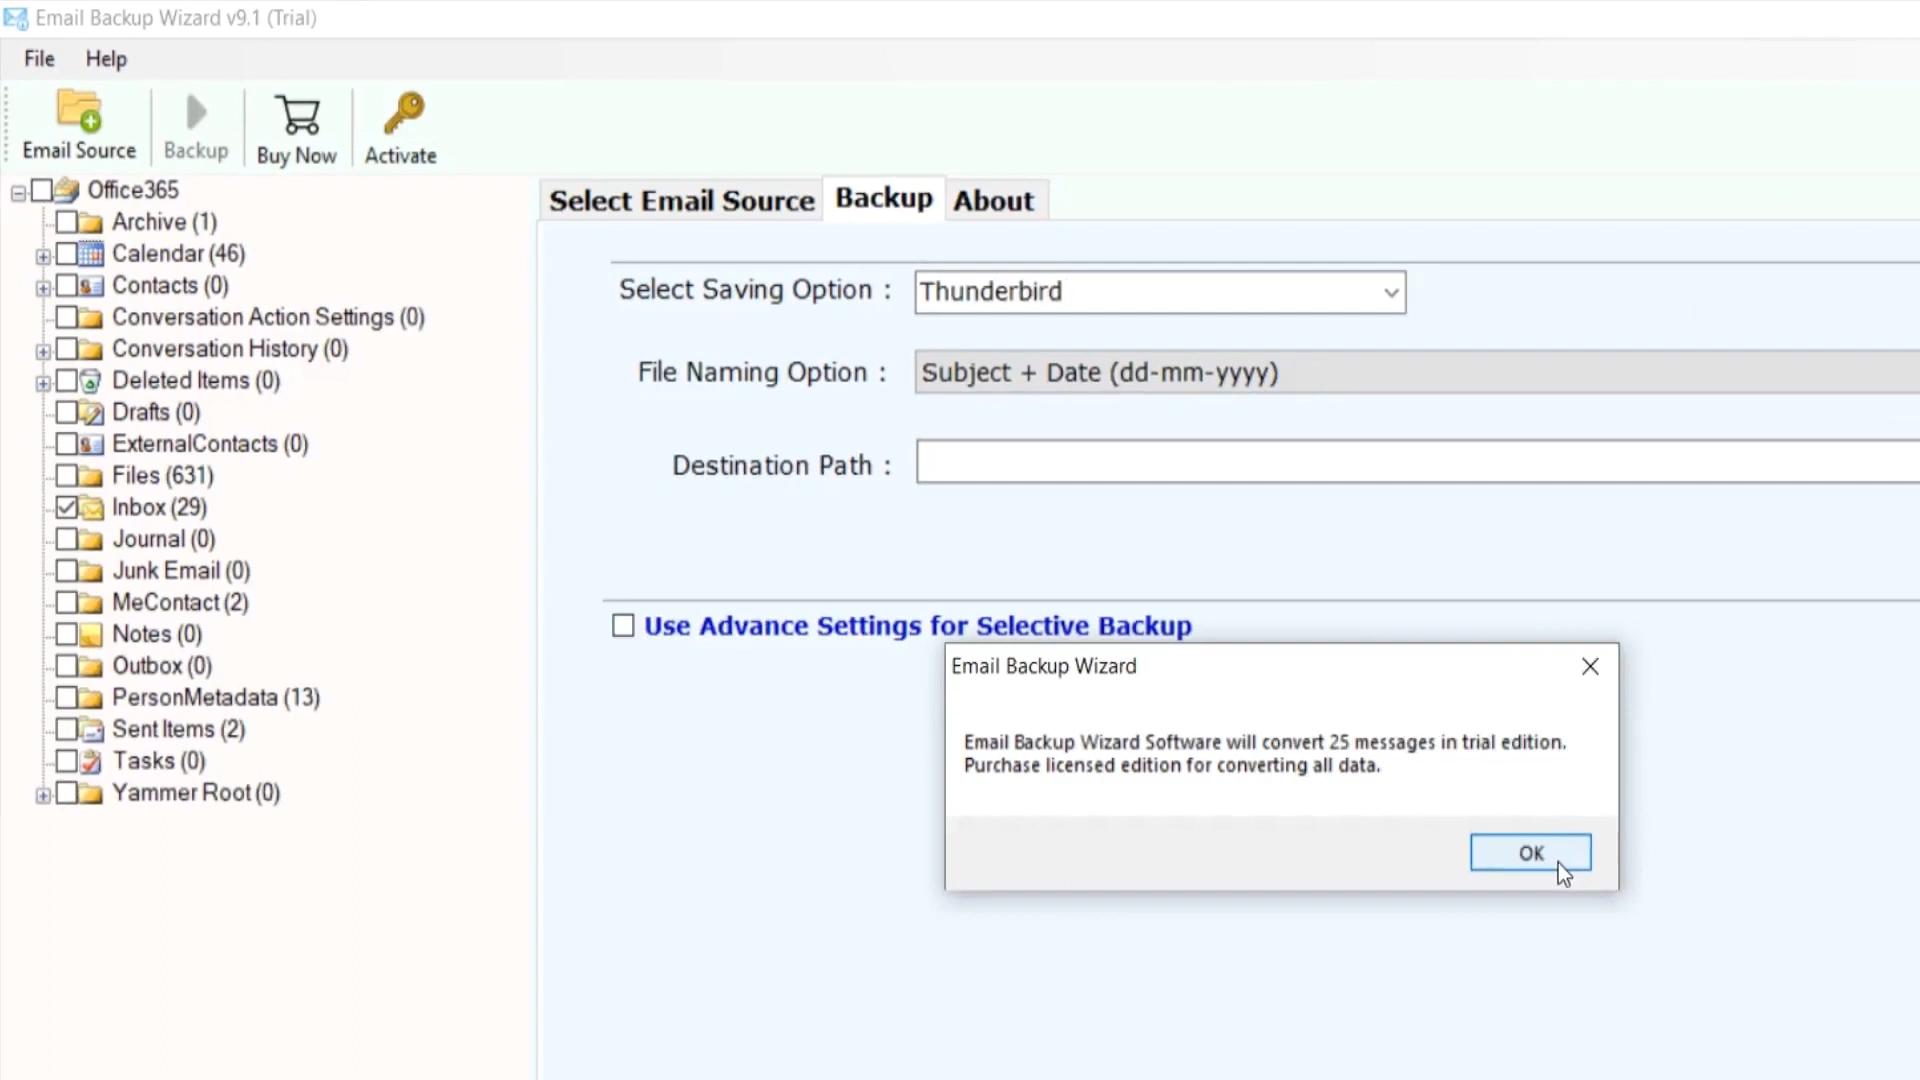 Email Backup Wizard v9.1 (Trial)
File Help
Email Source Backup Buy Now Activate
Office365
Archive (1)
Calendar (46)
Contacts (0)
Conversation Action Settings (0)
Conversation History (0)
Deleted Items (0)
Drafts (0)
ExternalContacts (0)
Files (631)
Inbox (29)
Journal (0)
Junk Email (0)
MeContact (2)
Notes (0)
Outbox (0)
PersonMetadata (13)
Sent Items (2)
Tasks (0)
Yammer Root (0)
Select Email Source Backup About
Select Saving Option : Thunderbird
File Naming Option : Subject + Date (dd-mm-yyyy)
Destination Path :
Use Advance Settings for Selective Backup
Email Backup Wizard
Email Backup Wizard Software will convert 25 messages in trial edition.
Purchase licensed edition for converting all data.
OK